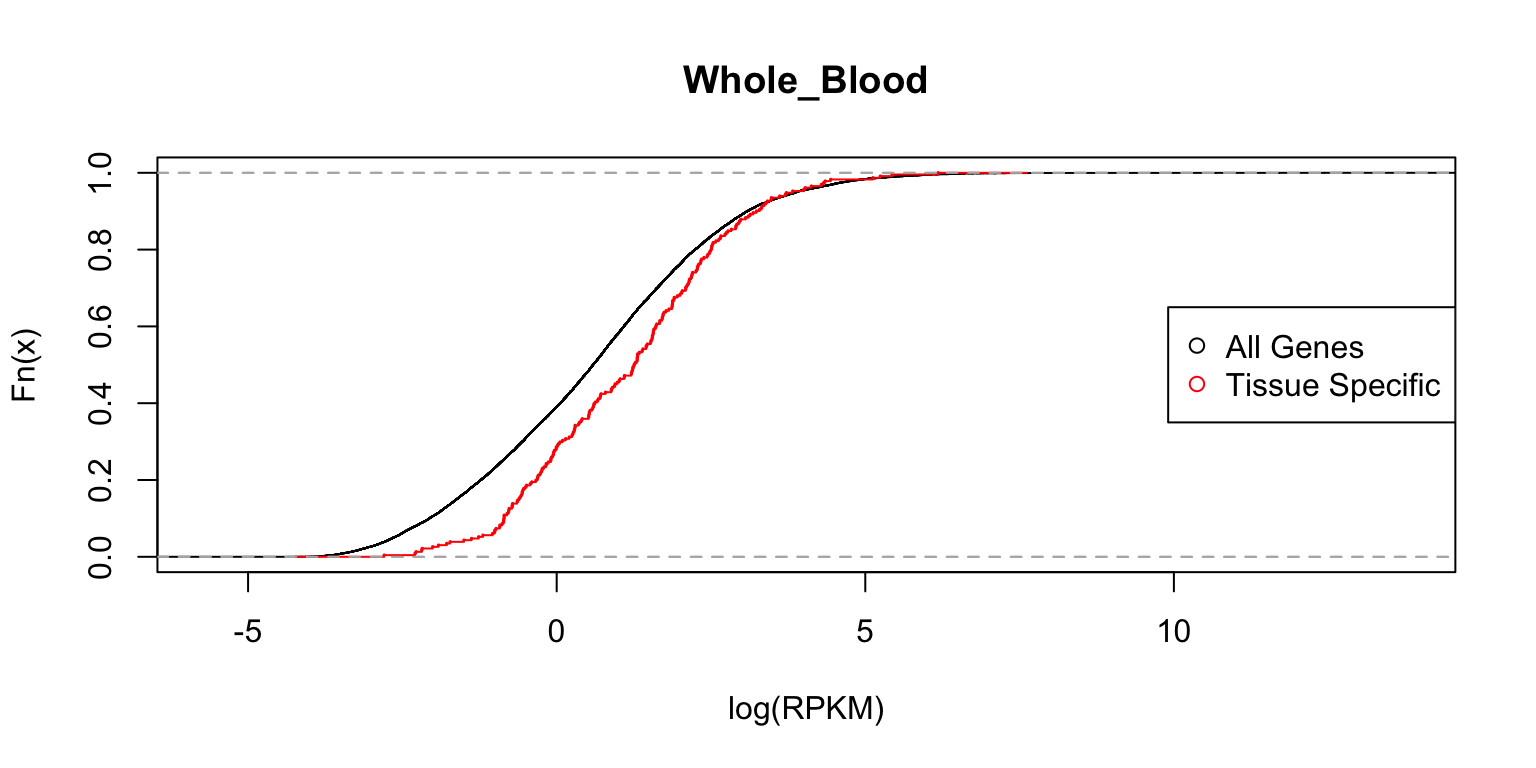 Whole_Blood
Fn(x)
1.0
0.8
0.6
0.4
0.2
0.0
All Genes
Tissue Specific
-5 0 5 10
log(RPKM)